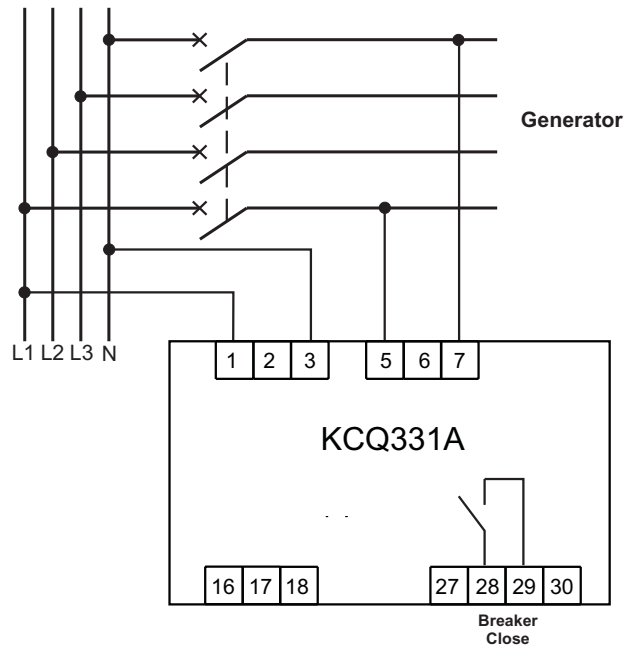 Generator
L1 L2 L3 N
1 2 3 5 6 7
KCQ331A
16 17 18 27 28 29 30
Breaker
Close